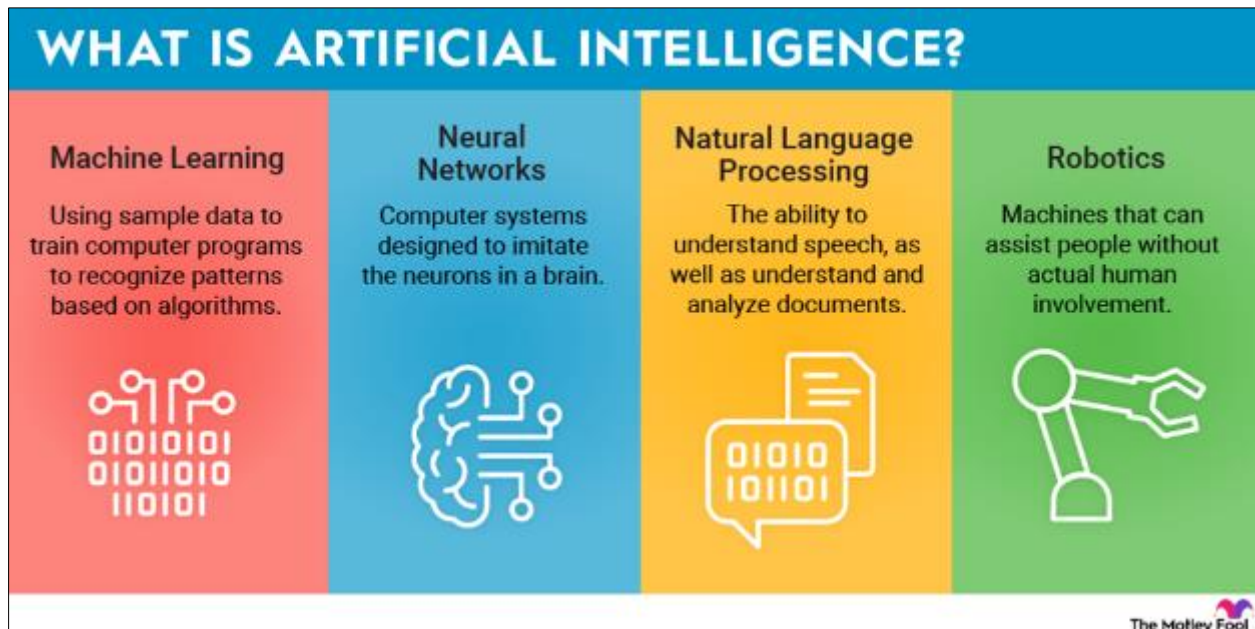 WHAT IS ARTIFICIAL INTELLIGENCE?
Machine Learning
Using sample data to
train computer programs
to recognize patterns
based on algorithms.
01010101
01011010
110101
Neural
Networks
Computer systems
designed to imitate
the neurons in a brain.
Natural Language
Processing
The ability to
understand speech, as
well as understand and
analyze documents.
01010
101101
Robotics
Machines that can
assist people without
actual human
involvement.
The Motley Fool